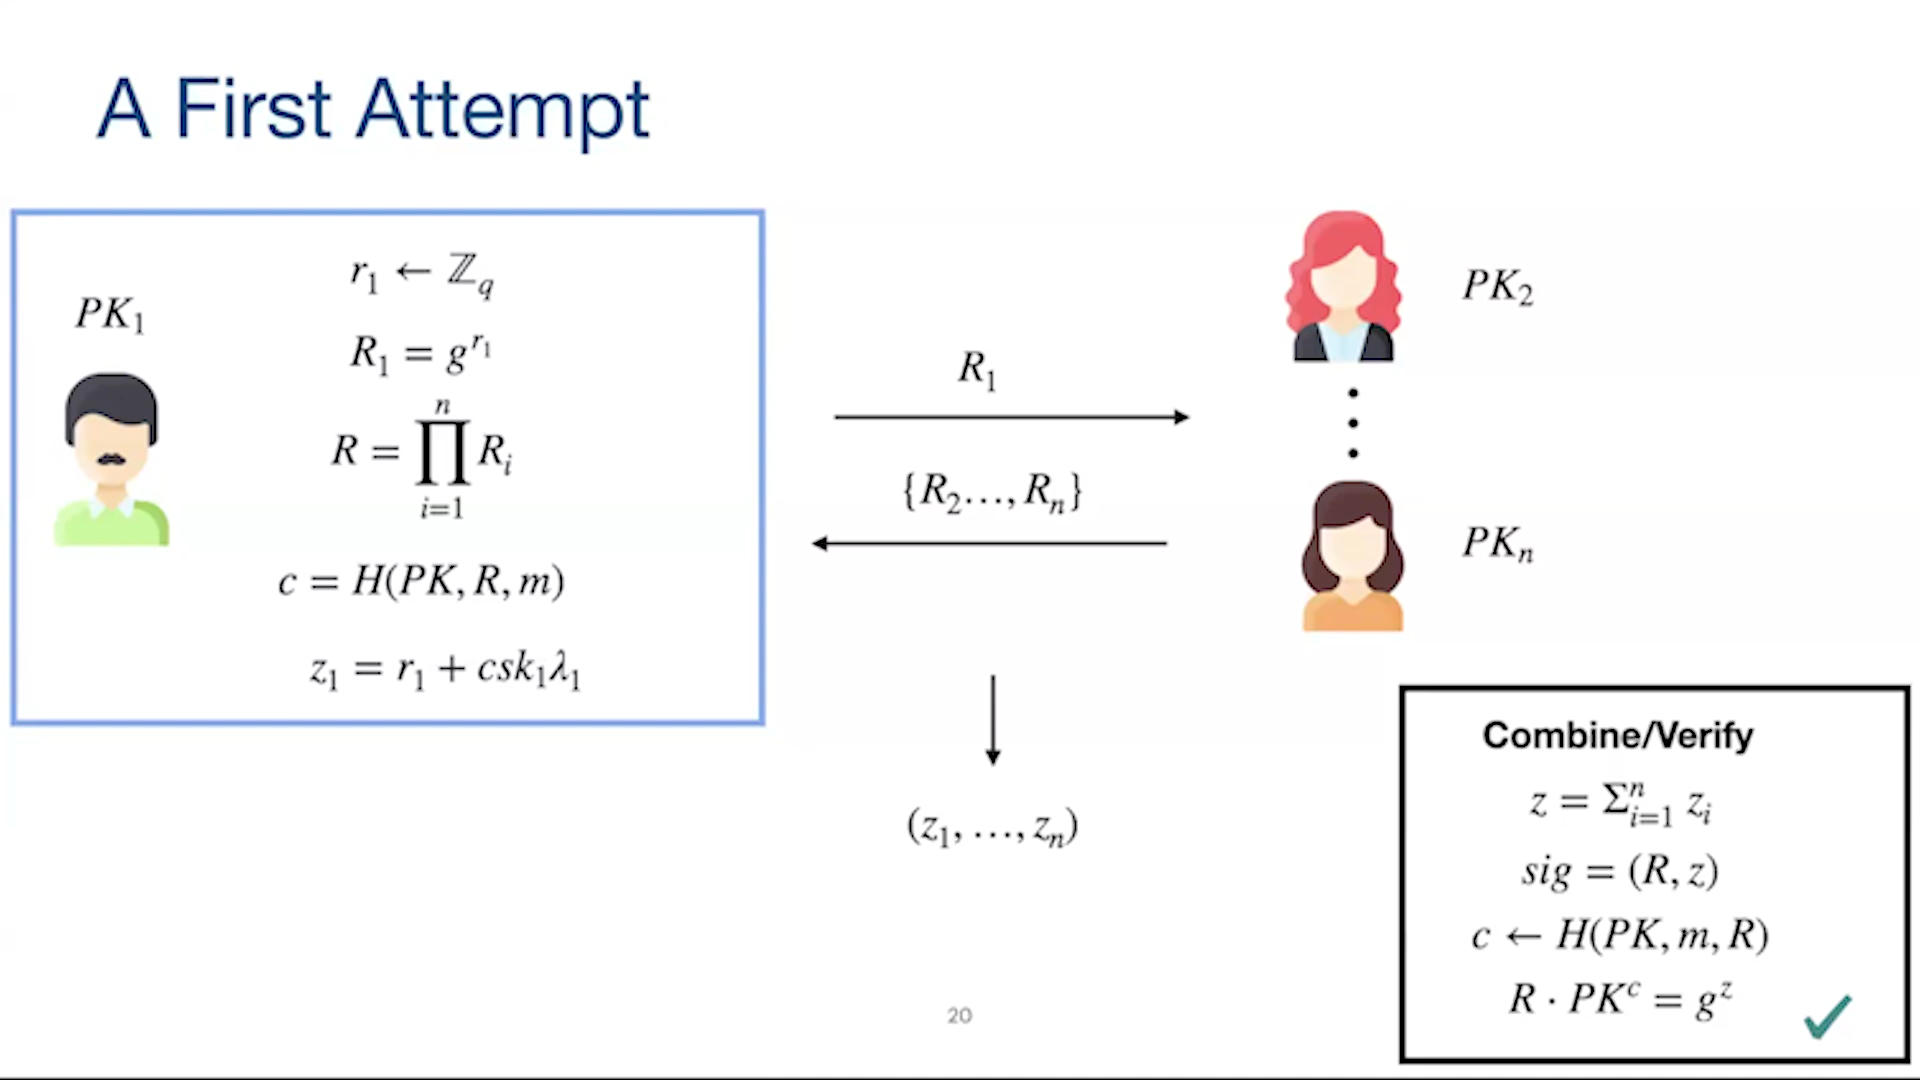 A First Attempt
PK₁
r₁ ← ℤ_q
R₁ = g^{r₁}
R = ∏_{i=1}^{n} R_i
c = H(PK, R, m)
z₁ = r₁ + csk₁λ₁
R₁
{R₂…, R_n}
(z₁, …, z_n)
PK₂
PK_n
Combine/Verify
z = Σ_{i=1}^{n} z_i
sig = (R, z)
c ← H(PK, m, R)
R · PK^c = g^z
20